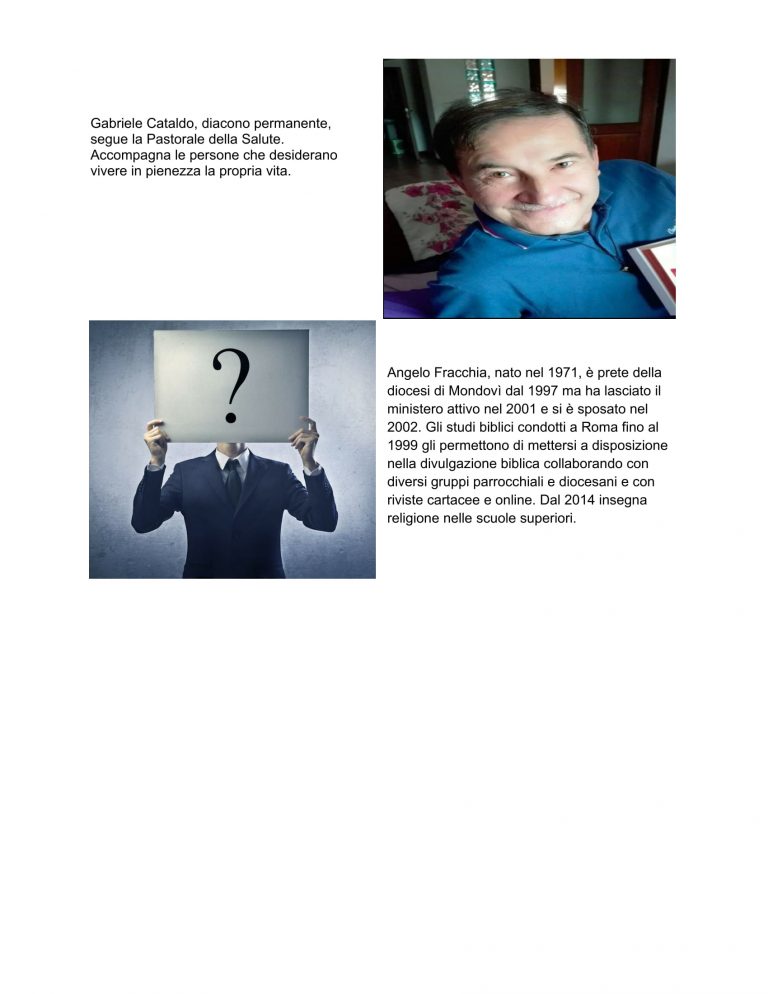 Gabriele Cataldo, diacono permanente,
segue la Pastorale della Salute.
Accompagna le persone che desiderano
vivere in pienezza la propria vita.
?
Angelo Fracchia, nato nel 1971, è prete della
diocesi di Mondovì dal 1997 ma ha lasciato il
ministero attivo nel 2001 e si è sposato nel
2002. Gli studi biblici condotti a Roma fino al
1999 gli permettono di mettersi a disposizione
nella divulgazione biblica collaborando con
diversi gruppi parrocchiali e diocesani e con
riviste cartacee e online. Dal 2014 insegna
religione nelle scuole superiori.